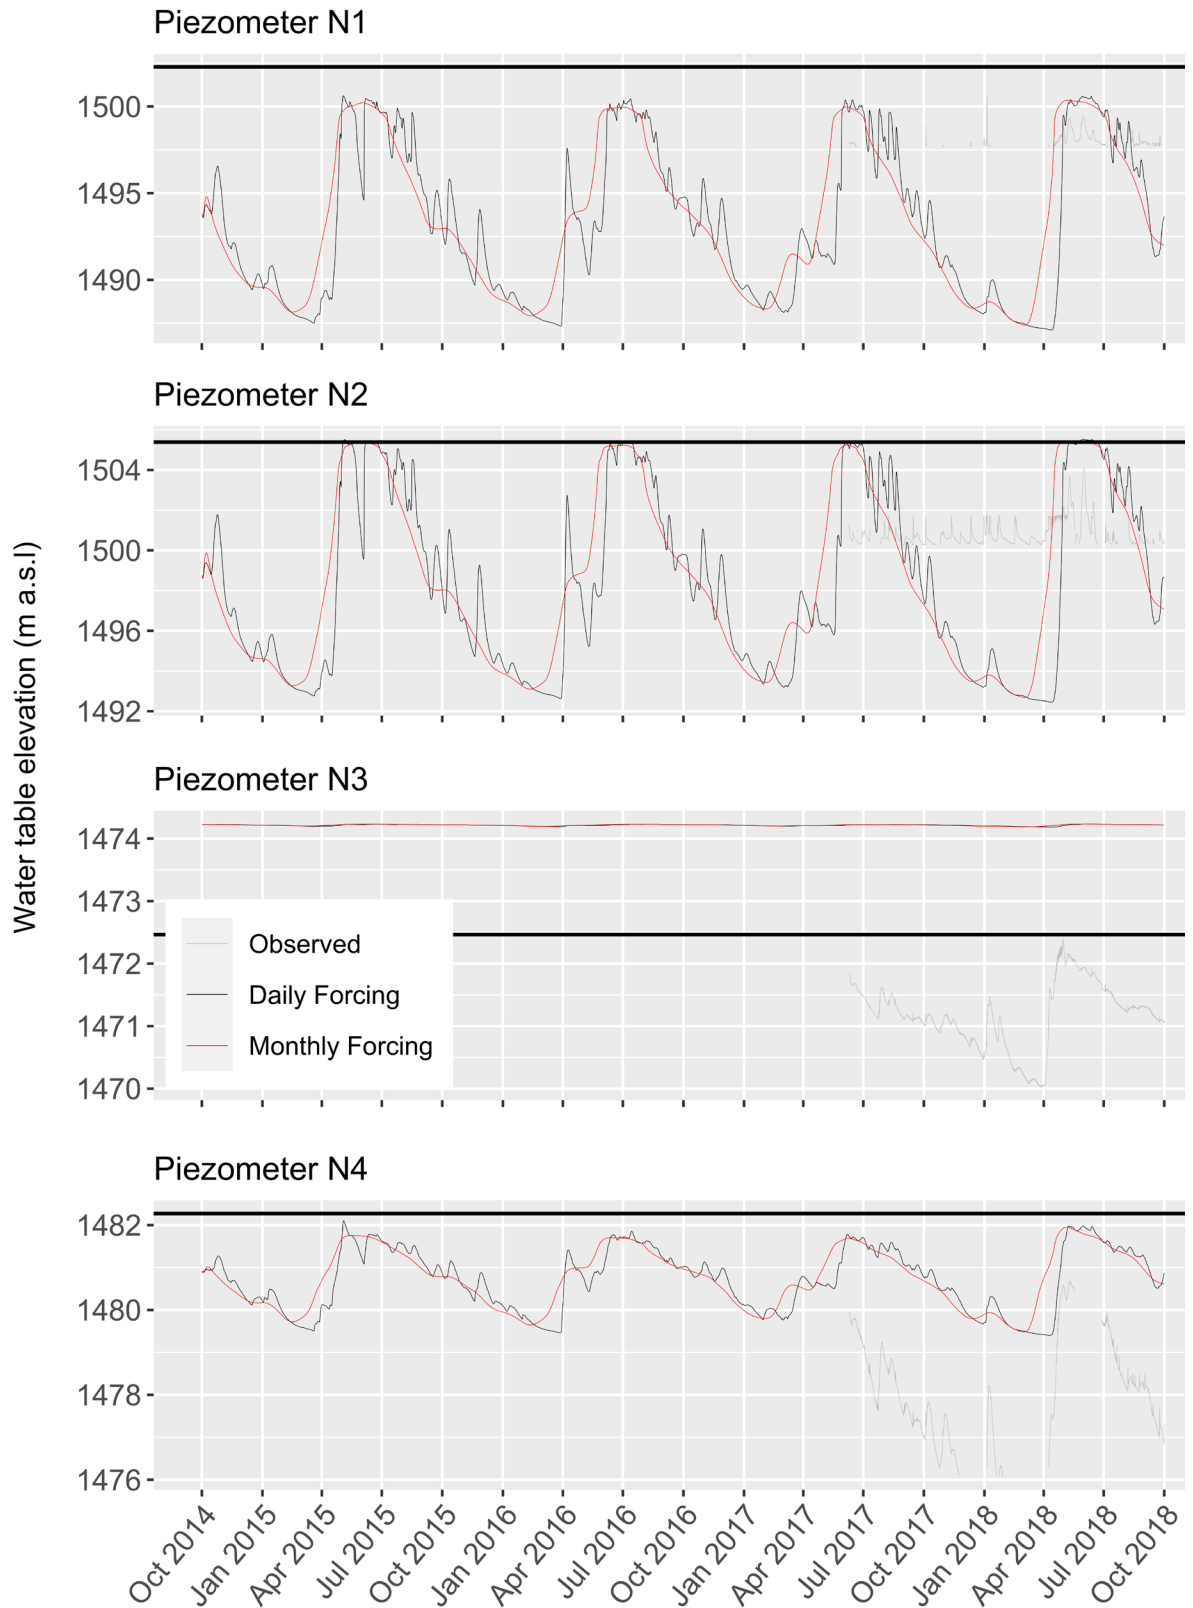 Piezometer N1
1500
1495
1490
Piezometer N2
1504
1500
1496
1492
Water table elevation (m a.s.l)
Piezometer N3
1474
1473
1472
1471
1470
Observed
Daily Forcing
Monthly Forcing
Piezometer N4
1482
1480
1478
1476
Oct 2014
Jan 2015
Apr 2015
Jul 2015
Oct 2015
Jan 2016
Apr 2016
Jul 2016
Oct 2016
Jan 2017
Apr 2017
Jul 2017
Oct 2017
Jan 2018
Apr 2018
Jul 2018
Oct 2018